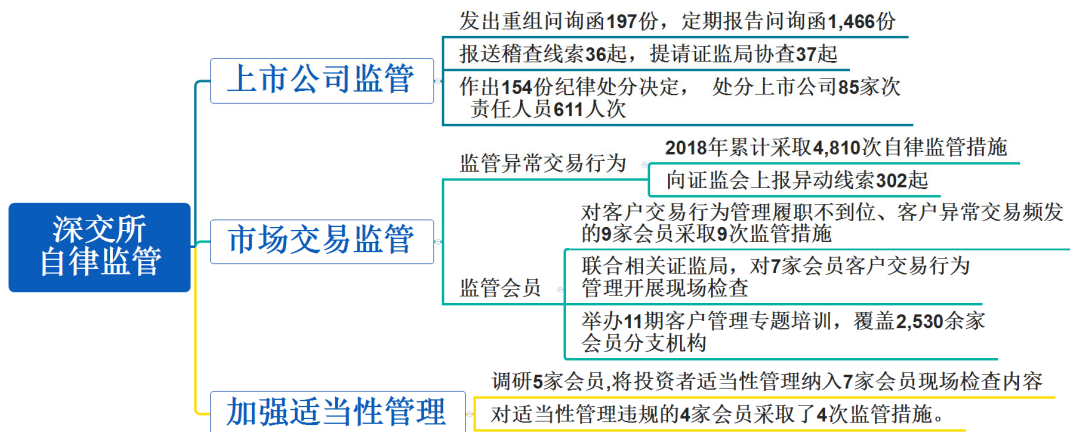 发出重组问询函197份，定期报告问询函1,466份
报送稽查线索36起，提请证监局协查37起
上市公司监管
作出154份纪律处分决定， 处分上市公司85家次
责任人员611人次
2018年累计采取4,810次自律监管措施
监管异常交易行为
向证监会上报异动线索302起
深交所
自律监管
市场交易监管
对客户交易行为管理履职不到位、客户异常交易频发
的9家会员采取9次监管措施
监管会员
联合相关证监局，对7家会员客户交易行为
管理开展现场检查
举办11期客户管理专题培训，覆盖2,530余家
会员分支机构
加强适当性管理
调研5家会员,将投资者适当性管理纳入7家会员现场检查内容
对适当性管理违规的4家会员采取了4次监管措施。